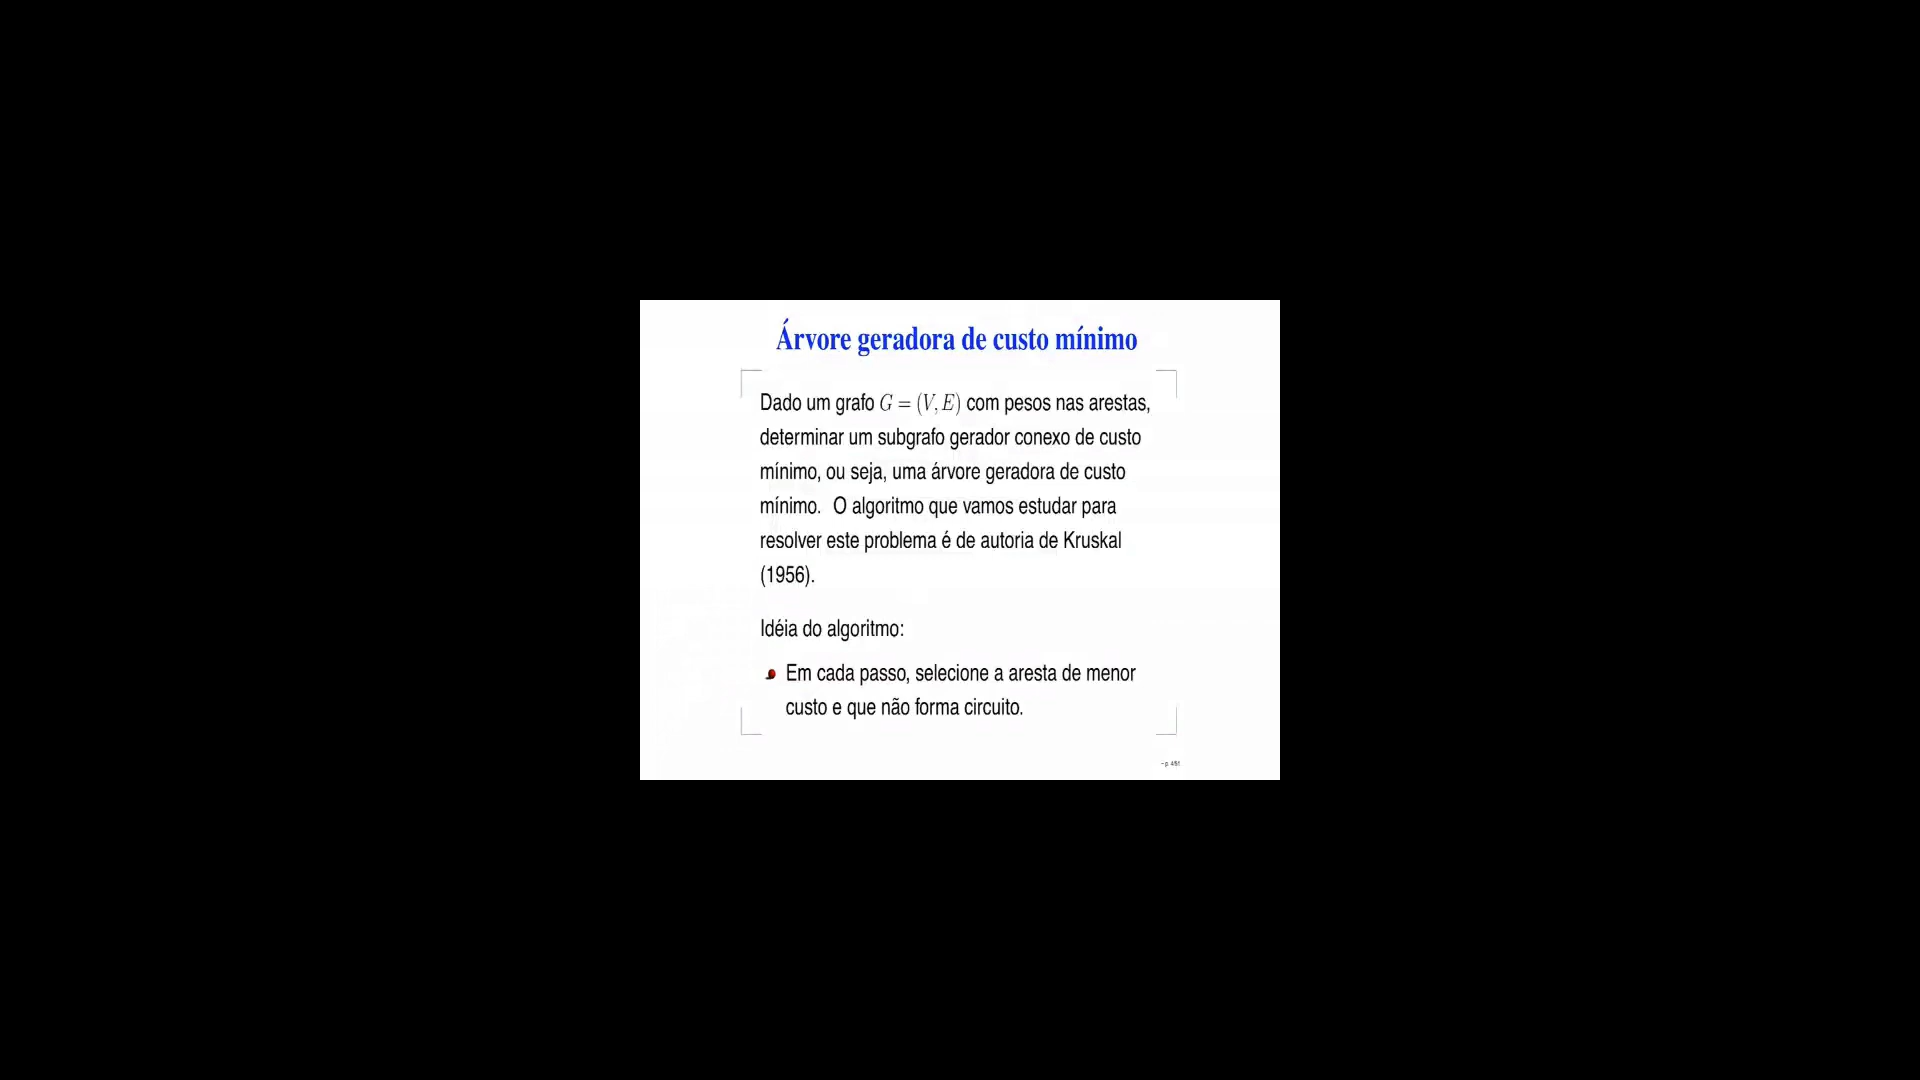 Árvore geradora de custo mínimo
Dado um grafo G = (V, E) com pesos nas arestas,
determinar um subgrafo gerador conexo de custo
mínimo, ou seja, uma árvore geradora de custo
mínimo. O algoritmo que vamos estudar para
resolver este problema é de autoria de Kruskal
(1956).
Idéia do algoritmo:
Em cada passo, selecione a aresta de menor
custo e que não forma circuito.